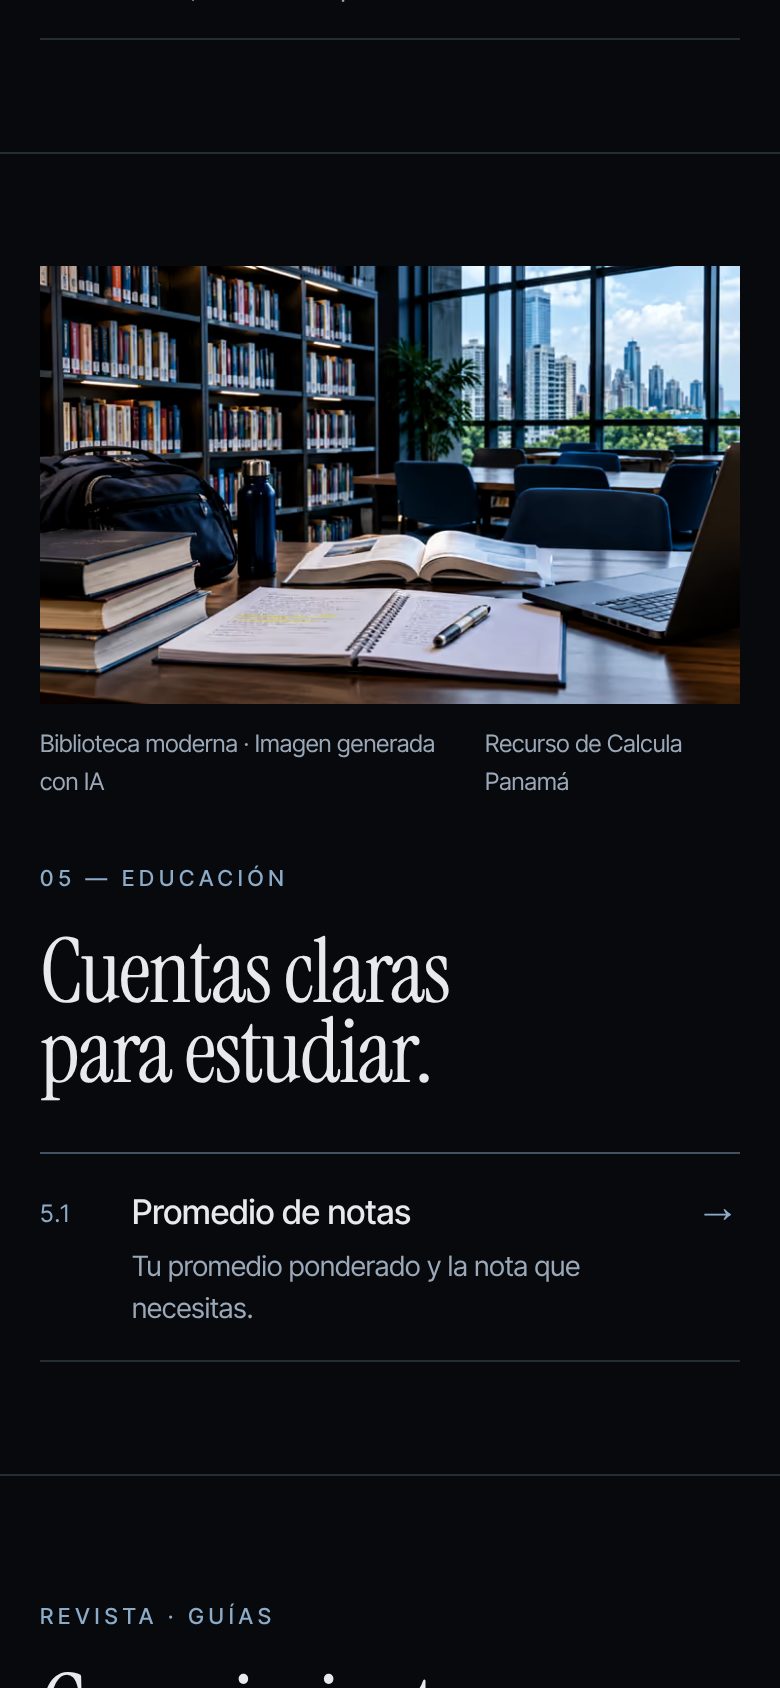 Biblioteca moderna · Imagen generada
con IA
Recurso de Calcula
Panamá
05 — EDUCACIÓN
Cuentas claras
para estudiar.
5.1
Promedio de notas
→
Tu promedio ponderado y la nota que
necesitas.
REVISTA · GUÍAS